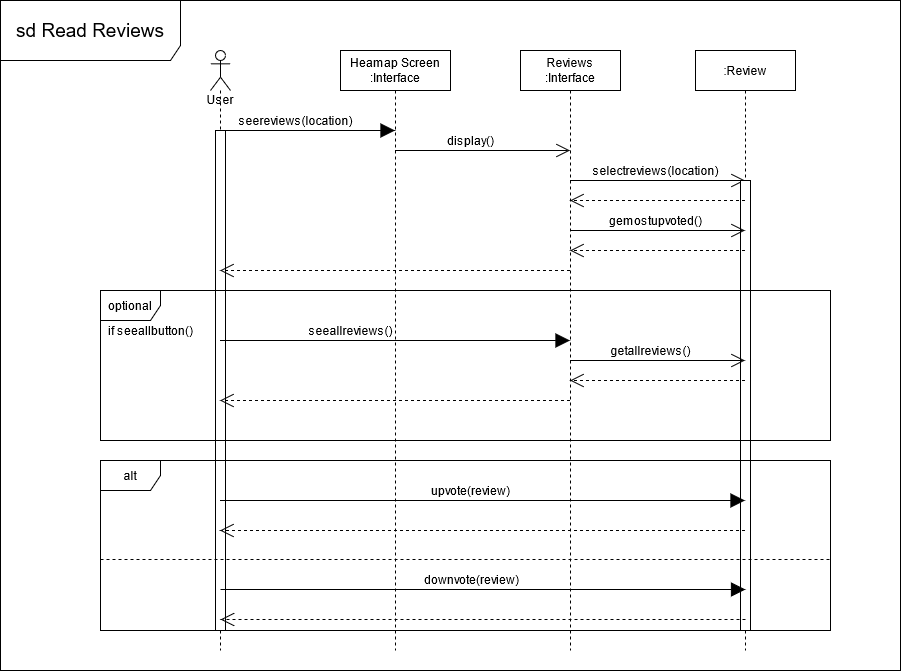 sd Read Reviews
User
Heamap Screen
:Interface
Reviews
:Interface
:Review
seereviews(location)
display()
selectreviews(location)
gemostupvoted()
optional
if seeallbutton()
seeallreviews()
getallreviews()
alt
upvote(review)
downvote(review)